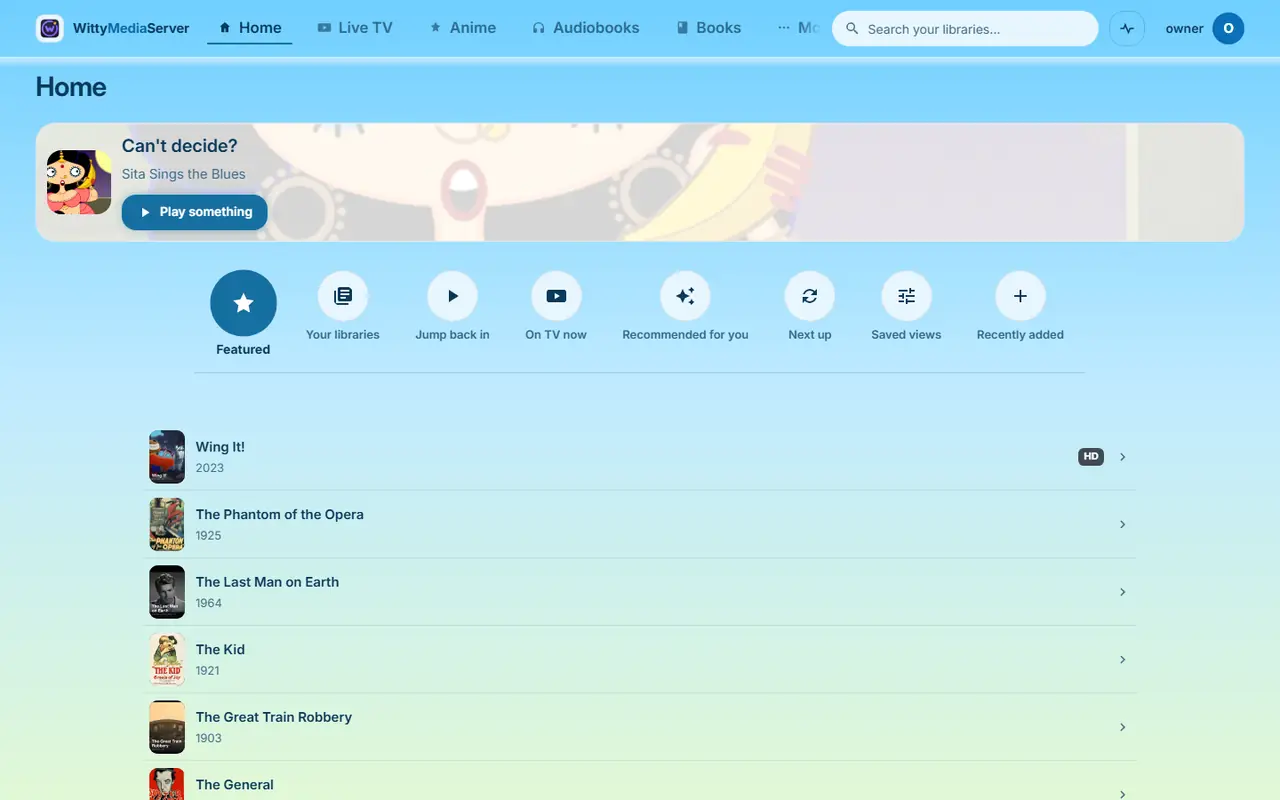 WittyMediaServer
Home
Live TV
Anime
Audiobooks
Books
Search your libraries...
owner
O
Home
Can't decide?
Sita Sings the Blues
Play something
Featured
Your libraries
Jump back in
On TV now
Recommended for you
Next up
Saved views
Recently added
Wing It!
2023
HD
The Phantom of the Opera
1925
The Last Man on Earth
1964
The Kid
1921
"THE KID"
The Great Train Robbery
1903
The General